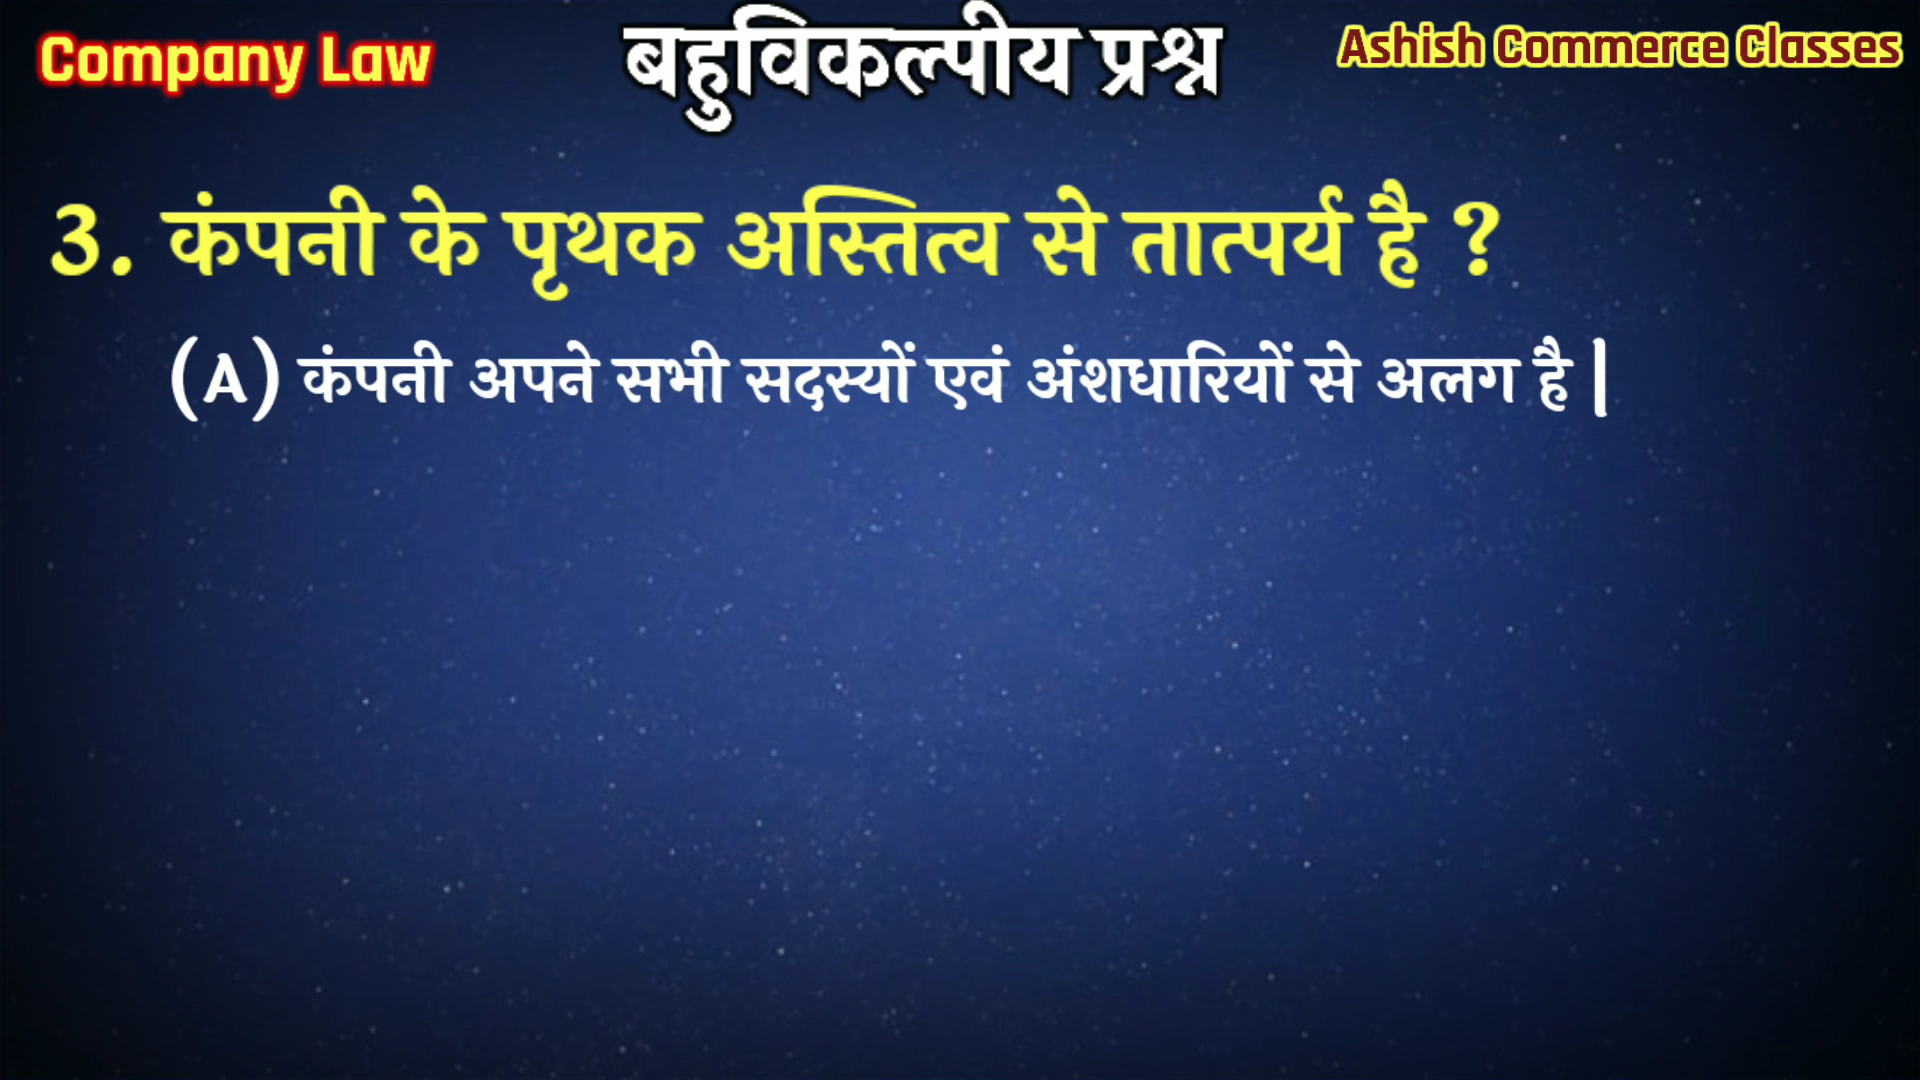 Company Law
बहुविकल्पीय प्रश्न
Ashish Commerce Classes
3. कंपनी के पृथक अस्तित्व से तात्पर्य है ?
(A) कंपनी अपने सभी सदस्यों एवं अंशधारियों से अलग है |